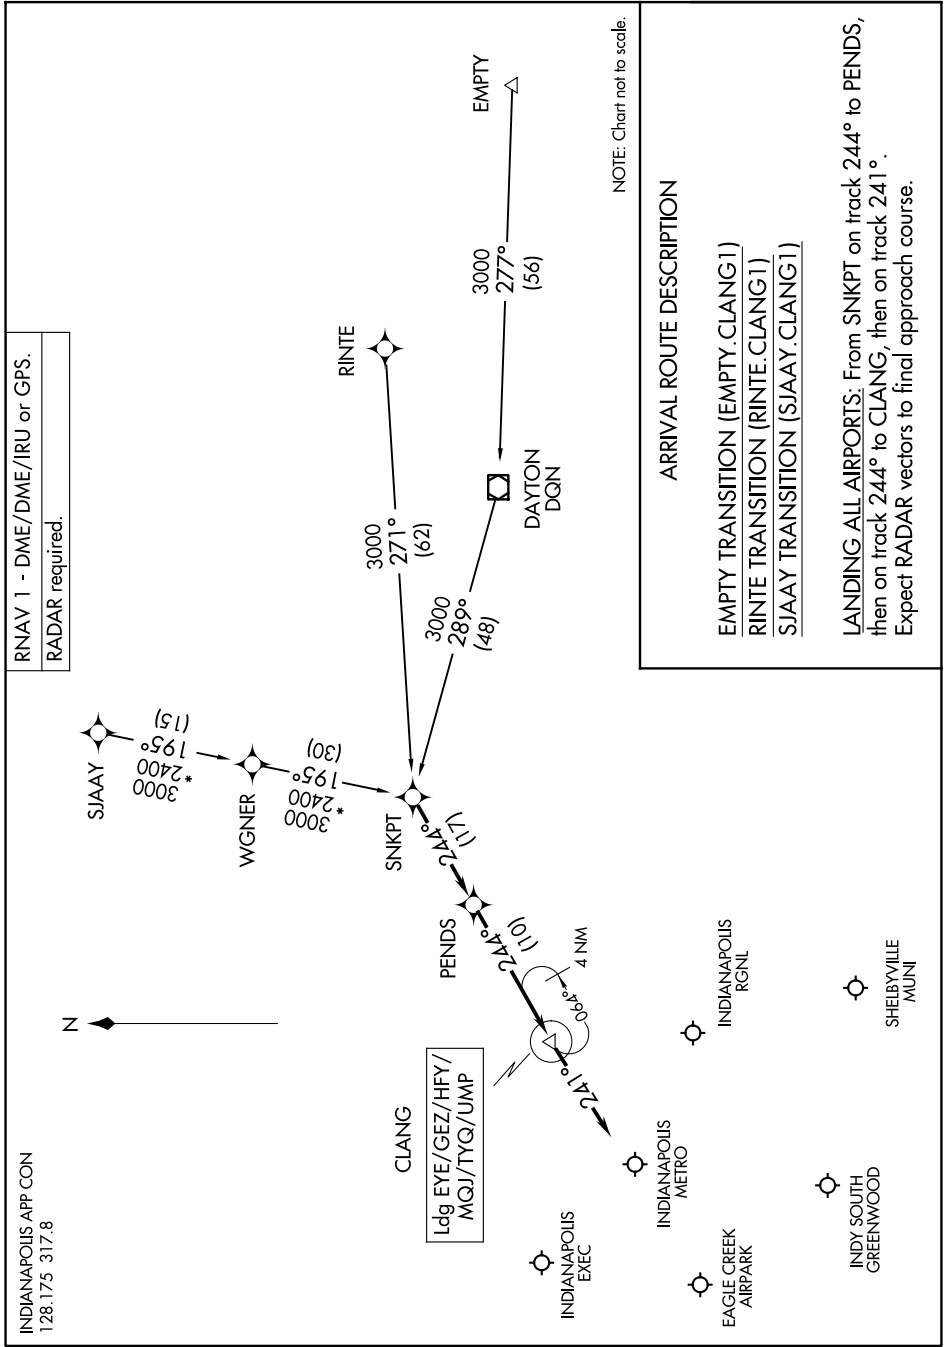 INDIANAPOLIS APP CON
128.175 317.8
RNAV 1 - DME/DME/IRU or GPS.
RADAR required.
N
SJAAY
3000
*2400
195°
(15)
WGNER
3000
*2400
195°
(30)
SNKPT
RINTE
3000
271°
(62)
EMPTY
3000
277°
(56)
DAYTON
DQN
3000
289°
(48)
244°
(17)
PENDS
244°
(10)
4 NM
064°
CLANG
Ldg EYE/GEZ/HFY/
MQJ/TYQ/UMP
241°
INDIANAPOLIS
EXEC
INDIANAPOLIS
METRO
EAGLE CREEK
AIRPARK
INDIANAPOLIS
RGNL
INDY SOUTH
GREENWOOD
SHELBYVILLE
MUNI
NOTE: Chart not to scale.
ARRIVAL ROUTE DESCRIPTION
EMPTY TRANSITION (EMPTY.CLANG1)
RINTE TRANSITION (RINTE.CLANG1)
SJAAY TRANSITION (SJAAY.CLANG1)
LANDING ALL AIRPORTS: From SNKPT on track 244° to PENDS,
then on track 244° to CLANG, then on track 241°.
Expect RADAR vectors to final approach course.